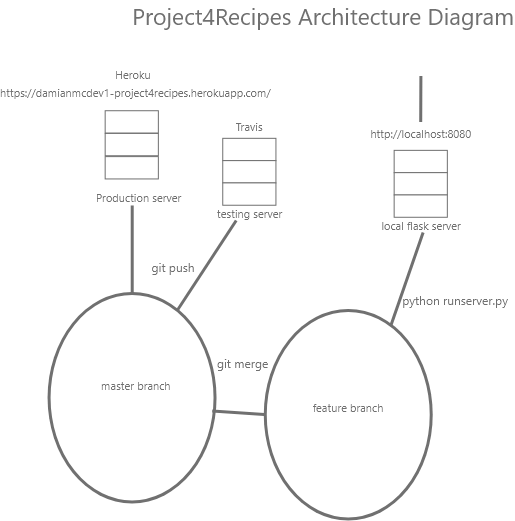 Project4Recipes Architecture Diagram
Heroku
https://damianmcdev1-project4recipes.herokuapp.com/
Travis
http://localhost:8080
Production server
testing server
local flask server
git push
python runserver.py
git merge
master branch
feature branch